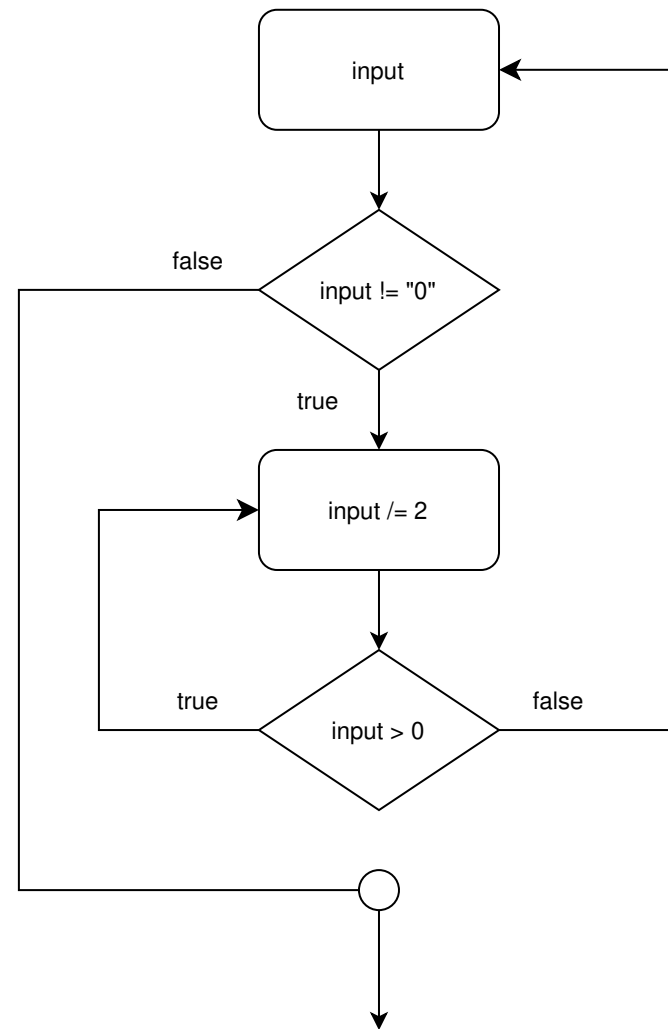 input
false
input != "0"
true
input /= 2
true
false
input > 0